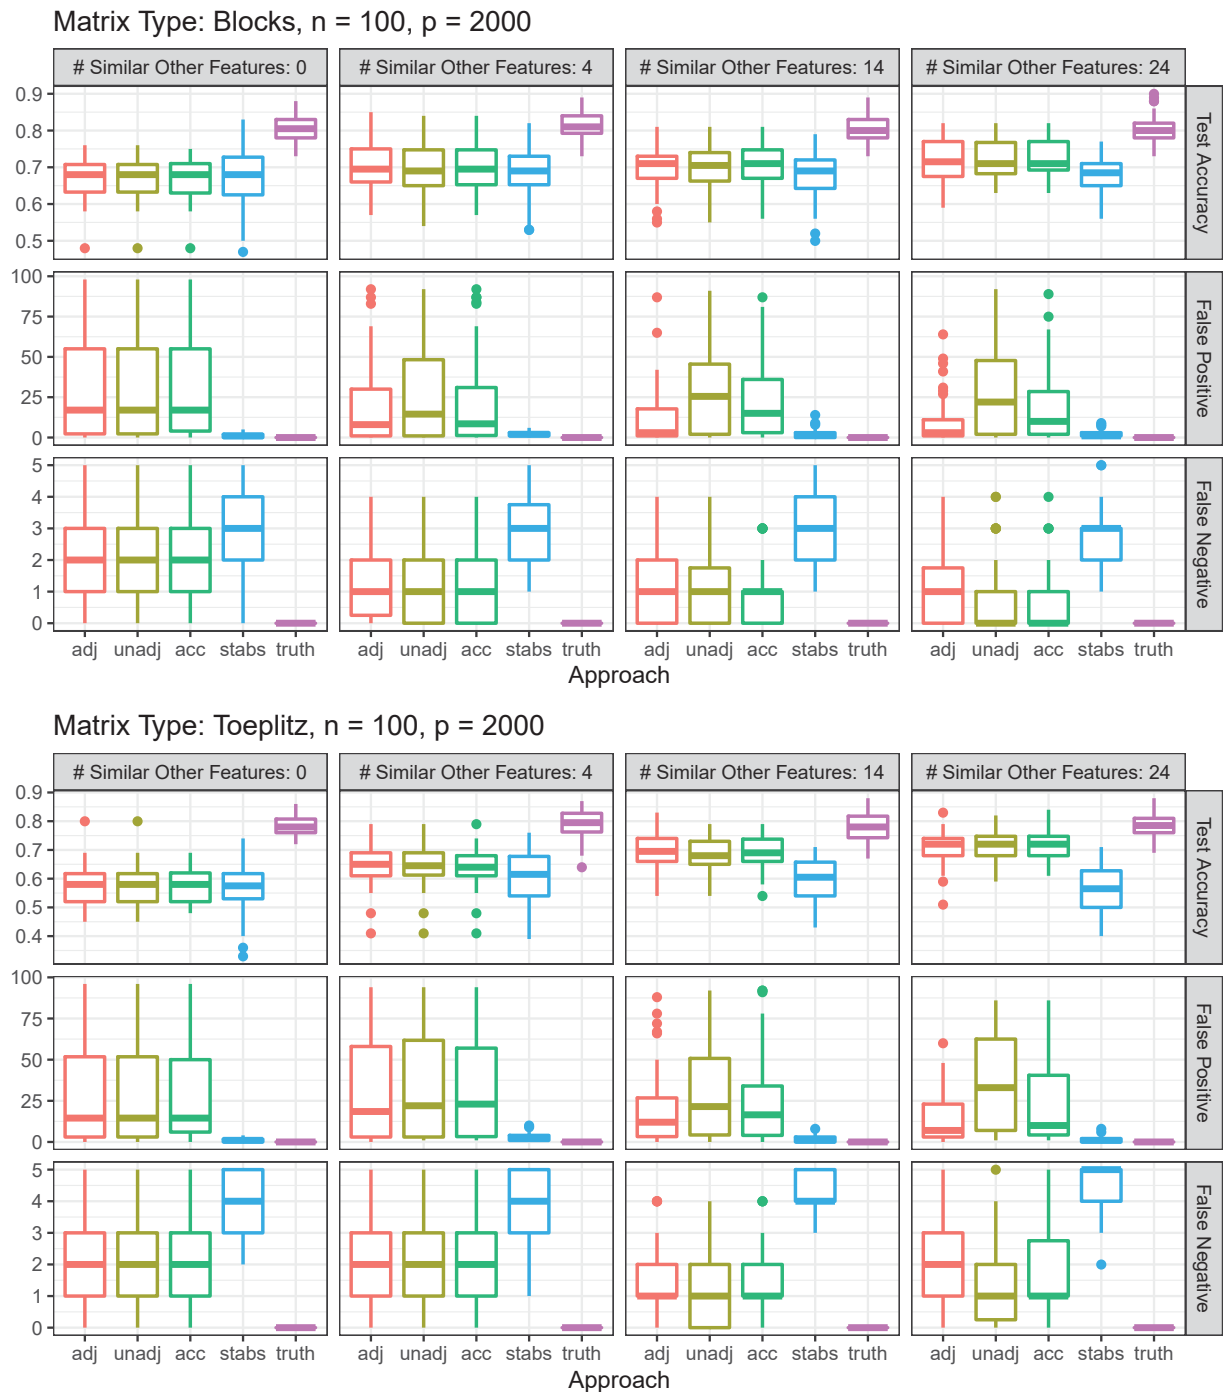 Matrix Type: Blocks, n = 100, p = 2000
# Similar Other Features: 0 # Similar Other Features: 4 # Similar Other Features: 14 # Similar Other Features: 24
0.9
0.8
0.7
0.6
0.5
Test Accuracy
100
75
50
25
0
False Positive
5
4
3
2
1
0
False Negative
adj unadj acc stabs truth adj unadj acc stabs truth adj unadj acc stabs truth adj unadj acc stabs truth
Approach
Matrix Type: Toeplitz, n = 100, p = 2000
# Similar Other Features: 0 # Similar Other Features: 4 # Similar Other Features: 14 # Similar Other Features: 24
0.9
0.8
0.7
0.6
0.5
0.4
Test Accuracy
100
75
50
25
0
False Positive
5
4
3
2
1
0
False Negative
adj unadj acc stabs truth adj unadj acc stabs truth adj unadj acc stabs truth adj unadj acc stabs truth
Approach